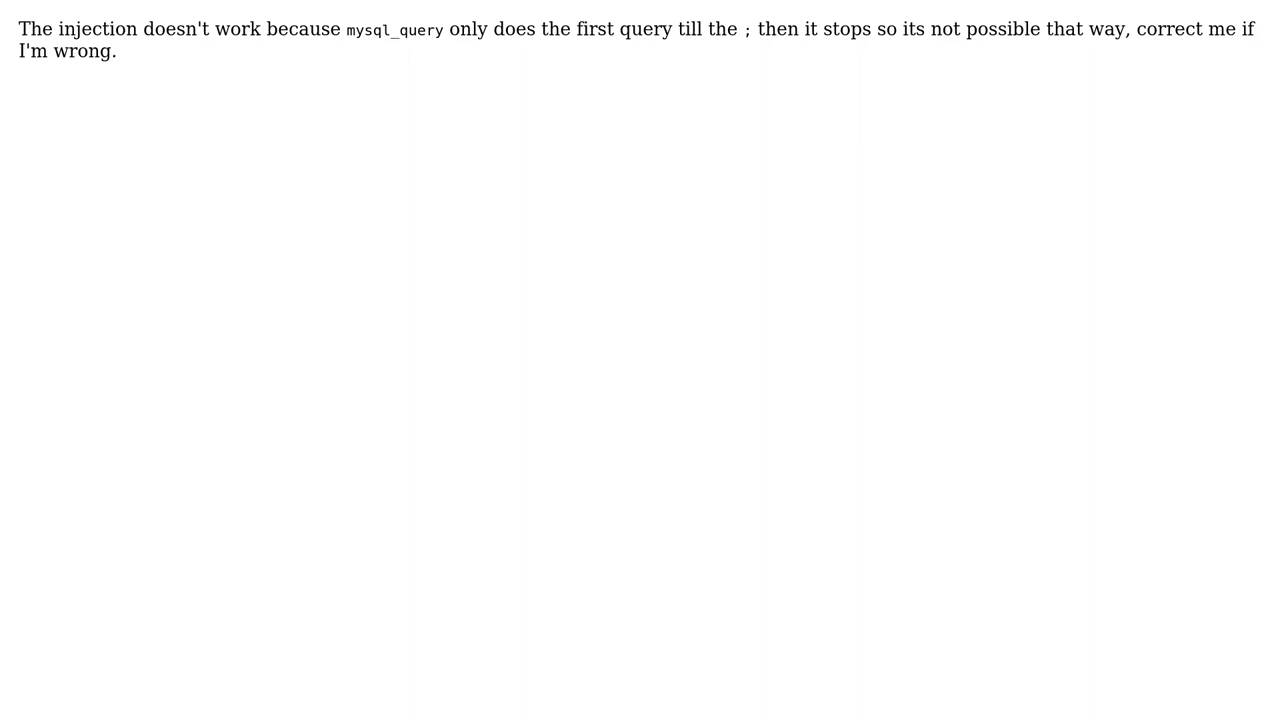 The injection doesn't work because mysql_query only does the first query till the ; then it stops so its not possible that way, correct me if
I'm wrong.